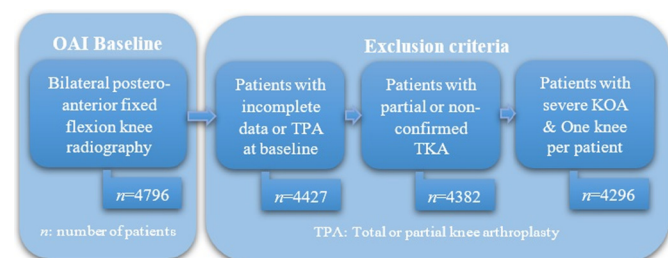 OAI Baseline
Bilateral postero-
anterior fixed
flexion knee
radiography
n=4796
n: number of patients
Exclusion criteria
Patients with
incomplete
data or TPA
at baseline
n=4427
Patients with
partial or non-
confirmed
TKA
n=4382
Patients with
severe KOA
& One knee
per patient
n=4296
TPA: Total or partial knee arthroplasty